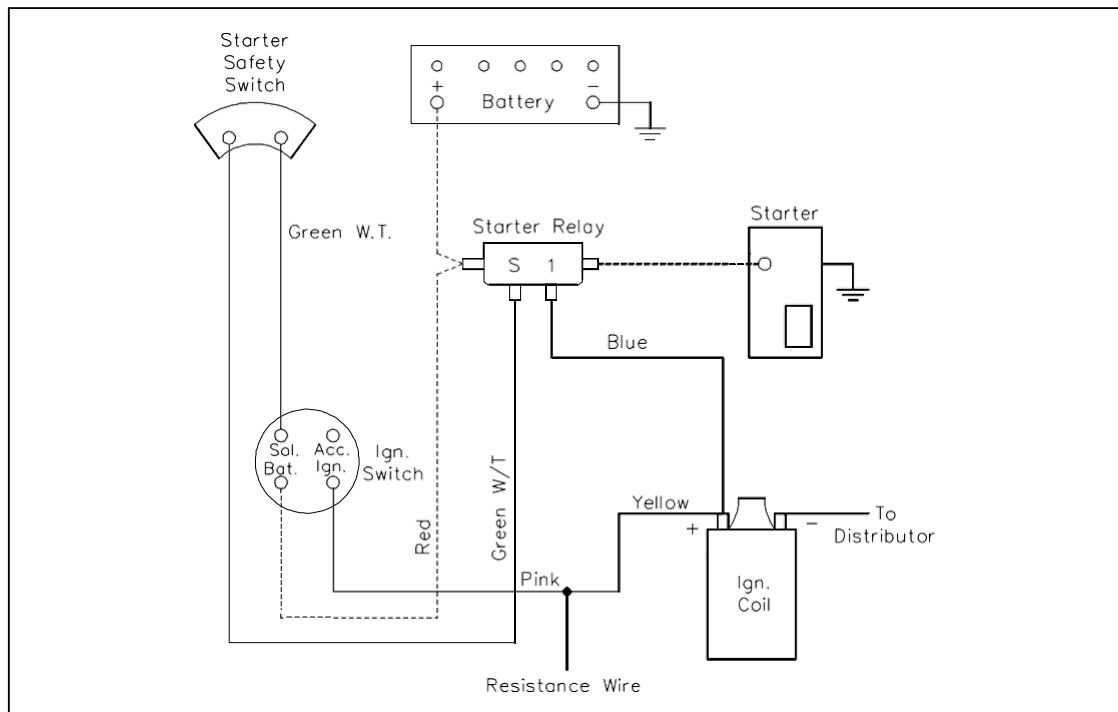 Starter
Safety
Switch
+
−
Battery
Green W.T.
Starter Relay
S 1
Starter
Blue
Sol. Acc.
Bat. Ign.
Ign.
Switch
Red
Green W/T
Yellow
+
−
To
Distributor
Pink
Ign.
Coil
Resistance Wire